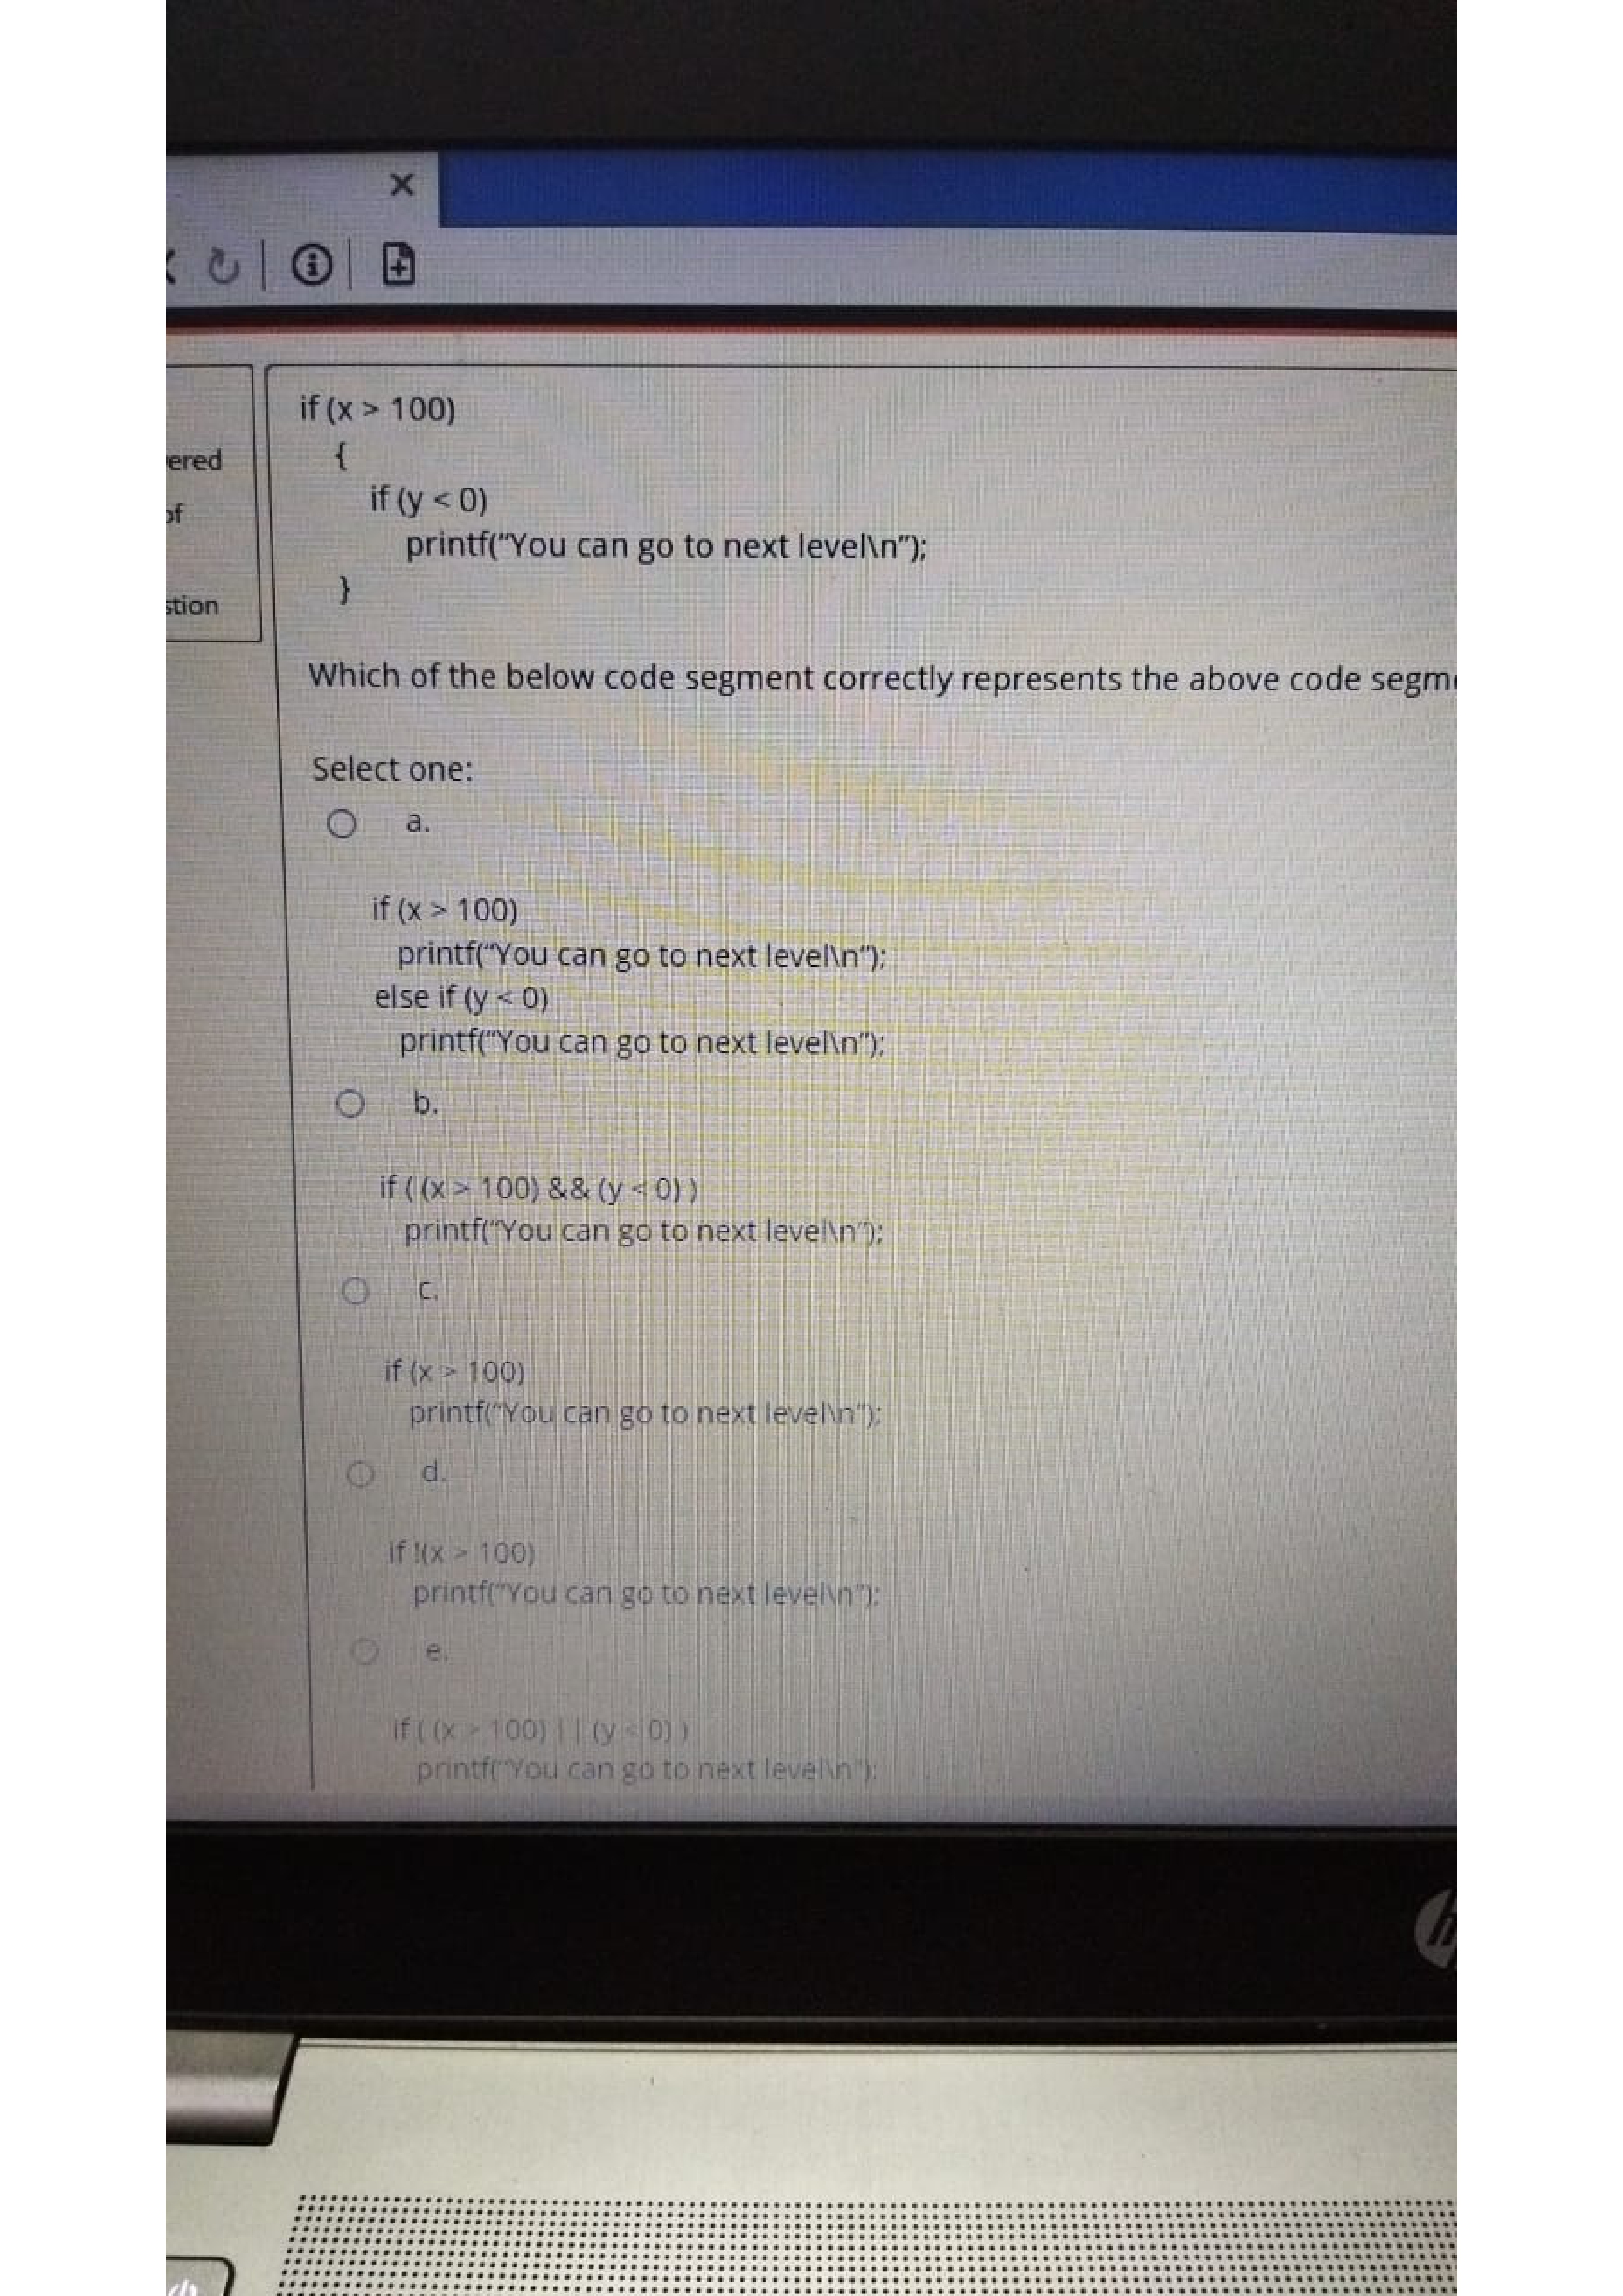 ered
of
stion
if (x > 100)
{
if (y < 0)
printf("You can go to next level\n");
}
Which of the below code segment correctly represents the above code
Select one:
a.
if (x > 100)
printf("You can go to next level\n");
else if (y < 0)
printf("You can go to next level\n");
b.
if ( (x > 100) && (y < 0) )
printf("You can go to next level\n");
c.
if (x > 100)
printf("You can go to next level\n");
d.
if !(x > 100)
printf("You can go to next level\n");
e.
if ( (x > 100) || (y < 0) )
printf("You can go to next level\n");